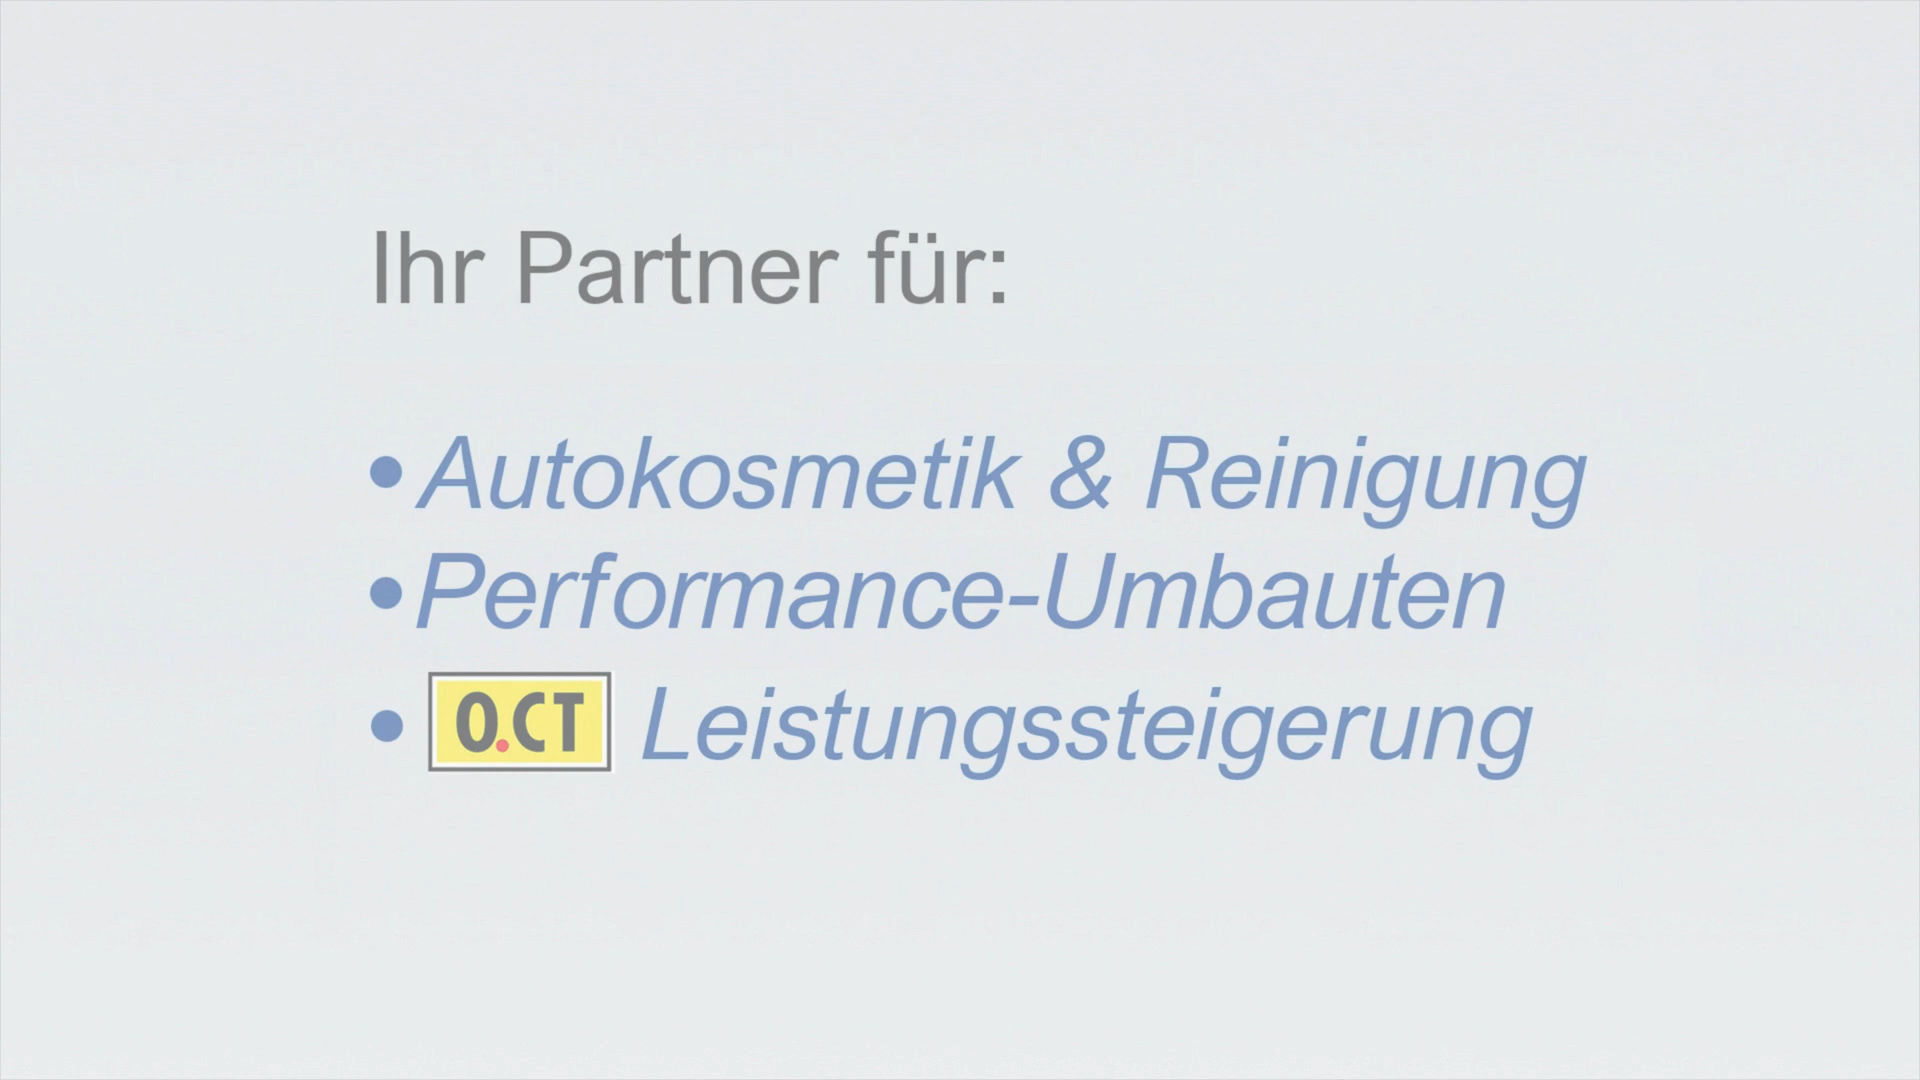 Ihr Partner für:
•Autokosmetik & Reinigung
•Performance-Umbauten
• O.CT Leistungssteigerung